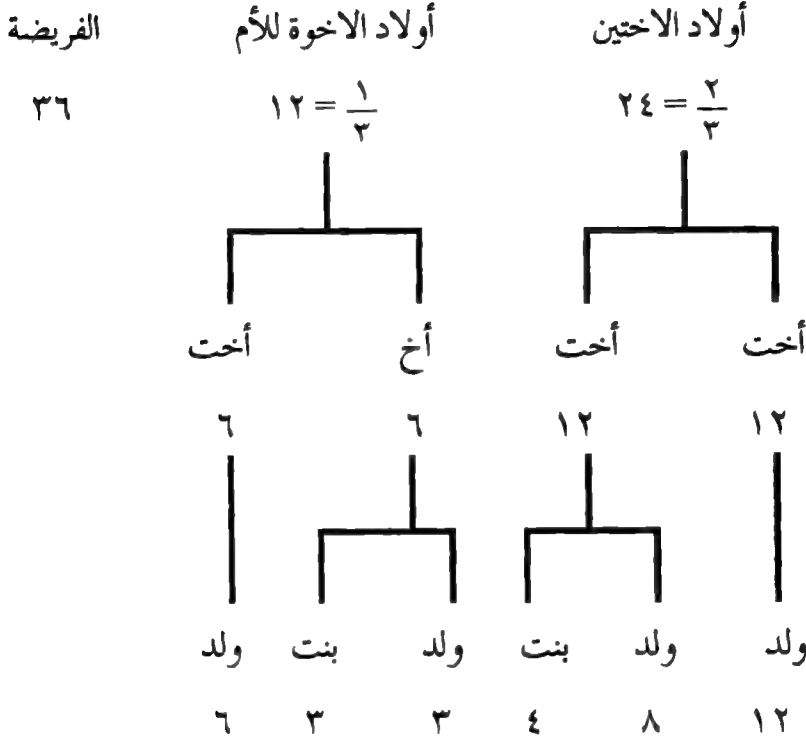 أولاد الاختين أولاد الاخوة للأم الفريضة
٢/٣ = ٢٤ ١/٣ = ١٢ ٣٦
أخت أخت أخ أخت
١٢ ١٢ ٦ ٦
ولد ولد بنت ولد بنت ولد
١٢ ٨ ٤ ٣ ٣ ٦